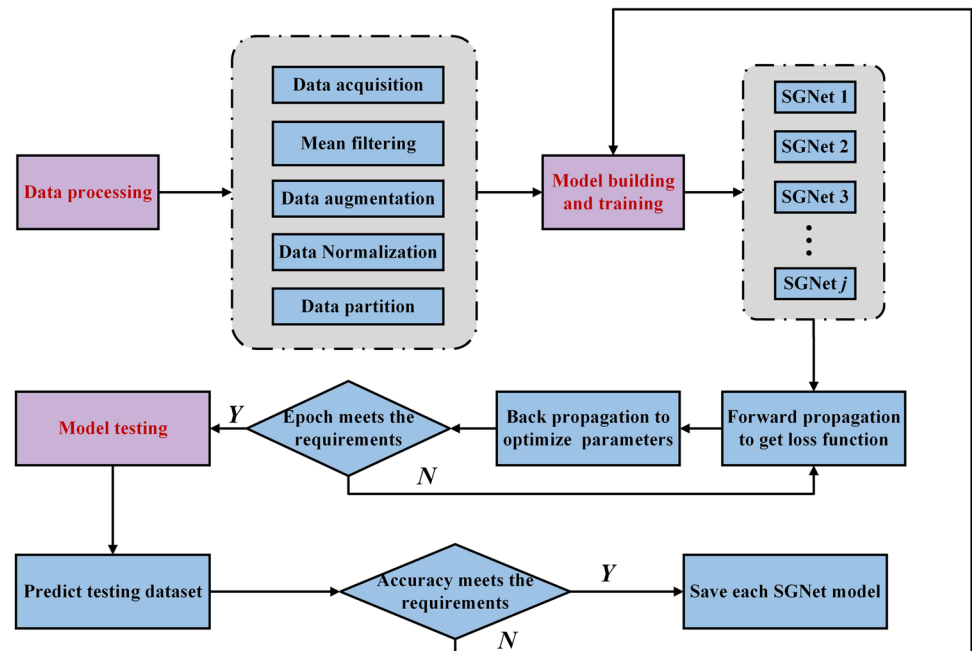 Data processing
Data acquisition
Mean filtering
Data augmentation
Data Normalization
Data partition
Model building
and training
SGNet 1
SGNet 2
SGNet 3
SGNet j
Forward propagation
to get loss function
Back propagation to
optimize parameters
Epoch meets the
requirements
Y
N
Model testing
Predict testing dataset
Accuracy meets the
requirements
Y
N
Save each SGNet model